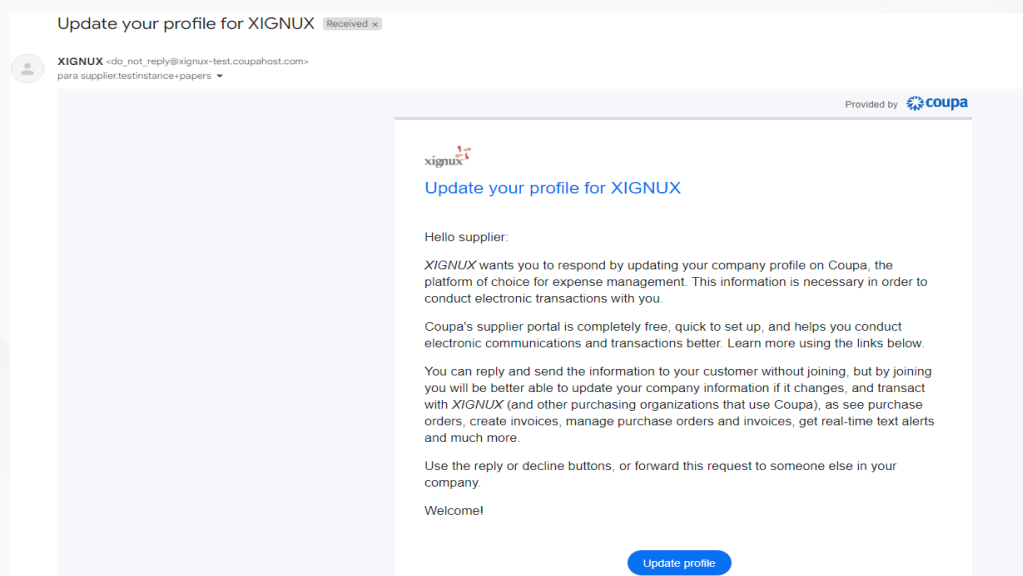 Update your profile for XIGNUX Received ×
XIGNUX <do_not_reply@xignux-test.coupahost.com>
para supplier.testinstance+papers
Provided by coupa
xignux
Update your profile for XIGNUX
Hello supplier:
XIGNUX wants you to respond by updating your company profile on Coupa, the
platform of choice for expense management. This information is necessary in order to
conduct electronic transactions with you.
Coupa's supplier portal is completely free, quick to set up, and helps you conduct
electronic communications and transactions better. Learn more using the links below.
You can reply and send the information to your customer without joining, but by joining
you will be better able to update your company information if it changes, and transact
with XIGNUX (and other purchasing organizations that use Coupa), as see purchase
orders, create invoices, manage purchase orders and invoices, get real-time text alerts
and much more.
Use the reply or decline buttons, or forward this request to someone else in your
company.
Welcome!
Update profile